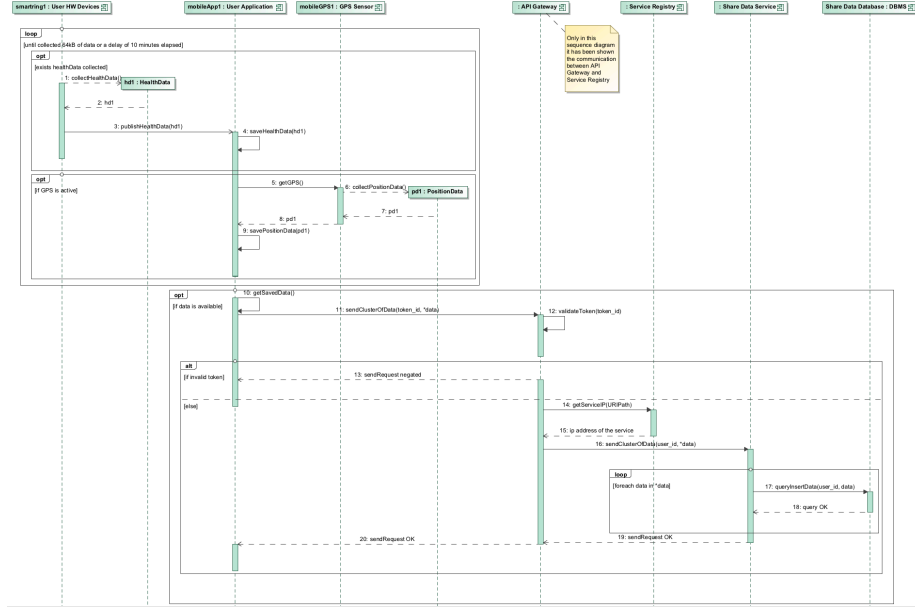 smartring1 : User HW Devices
mobileApp1 : User Application
mobileGPS1 : GPS Sensor
: API Gateway
: Service Registry
: Share Data Service
Share Data Database : DBMS
Only in this
sequence diagram
it has been shown
the communication
between API
Gateway and
Service Registry
loop
[until collected 64kB of data or a delay of 10 minutes elapsed]
opt
[exists healthData collected]
1: collectHealthData()
hd1 : HealthData
2: hd1
3: publishHealthData(hd1)
4: saveHealthData(hd1)
opt
[if GPS is active]
5: getGPS()
6: collectPositionData()
pd1 : PositionData
7: pd1
8: pd1
9: savePositionData(pd1)
opt
10: getSavedData()
[if data is available]
11: sendClusterOfData(token_id, *data)
12: validateToken(token_id)
alt
[if invalid token]
13: sendRequest negated
[else]
14: getServiceIP(URIPath)
15: ip address of the service
16: sendClusterOfData(user_id, *data)
loop
[foreach data in *data]
17: queryInsertData(user_id, data)
18: query OK
19: sendRequest OK
20: sendRequest OK